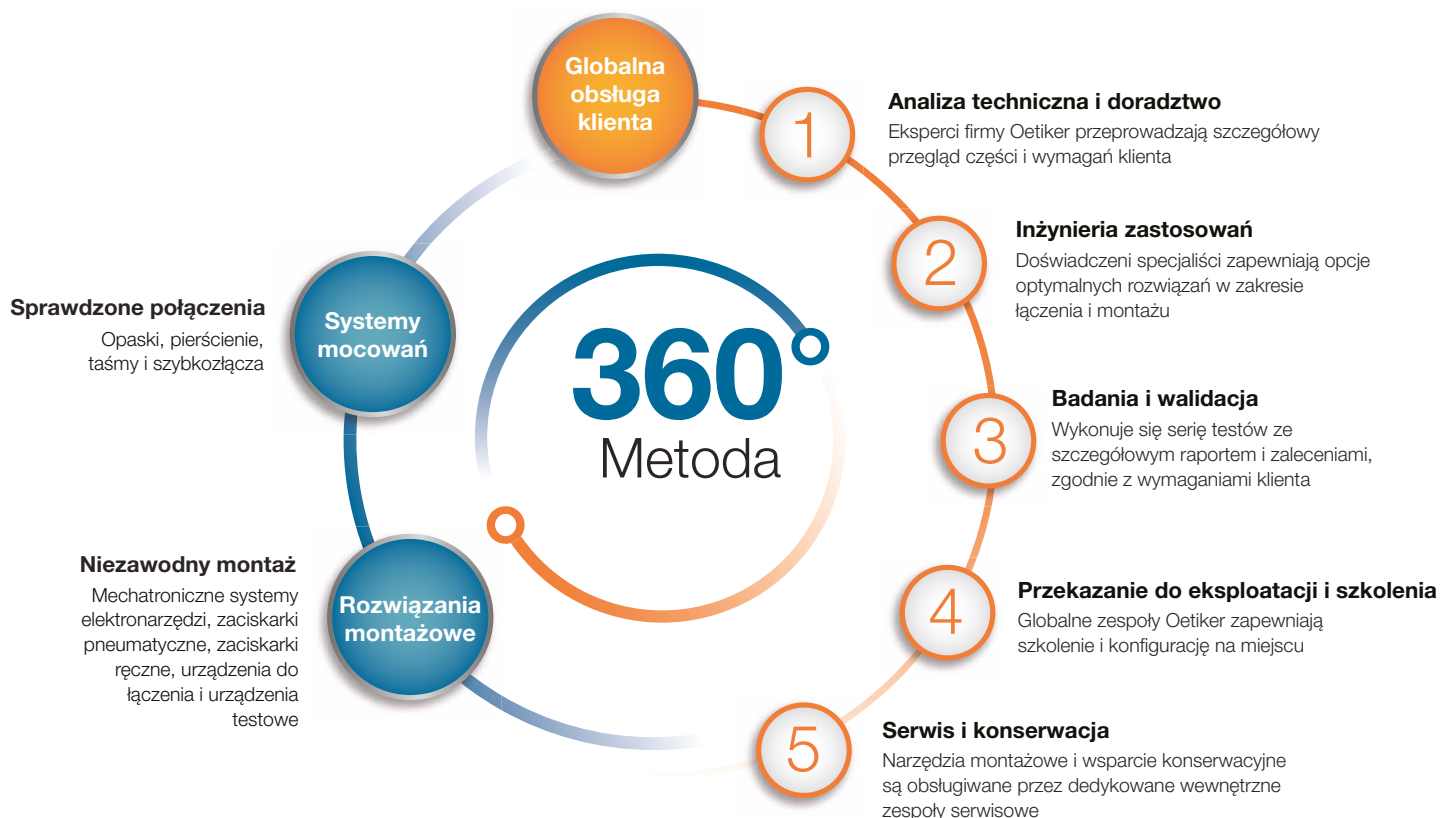 Globalna
obsługa
klienta
1
Analiza techniczna i doradztwo
Eksperci firmy Oetiker przeprowadzają szczegółowy
przegląd części i wymagań klienta
2
Inżynieria zastosowań
Doświadczeni specjaliści zapewniają opcje
optymalnych rozwiązań w zakresie
łączenia i montażu
3
Badania i walidacja
Wykonuje się serię testów ze
szczegółowym raportem i zaleceniami,
zgodnie z wymaganiami klienta
4
Przekazanie do eksploatacji i szkolenia
Globalne zespoły Oetiker zapewniają
szkolenie i konfigurację na miejscu
5
Serwis i konserwacja
Narzędzia montażowe i wsparcie konserwacyjne
są obsługiwane przez dedykowane wewnętrzne
zespoły serwisowe
Sprawdzone połączenia
Opaski, pierścienie,
taśmy i szybkozłącza
Systemy
mocowań
Niezawodny montaż
Mechatroniczne systemy
elektronarzędzi, zaciskarki
pneumatyczne, zaciskarki
ręczne, urządzenia do
łączenia i urządzenia
testowe
Rozwiązania
montażowe
360°
Metoda